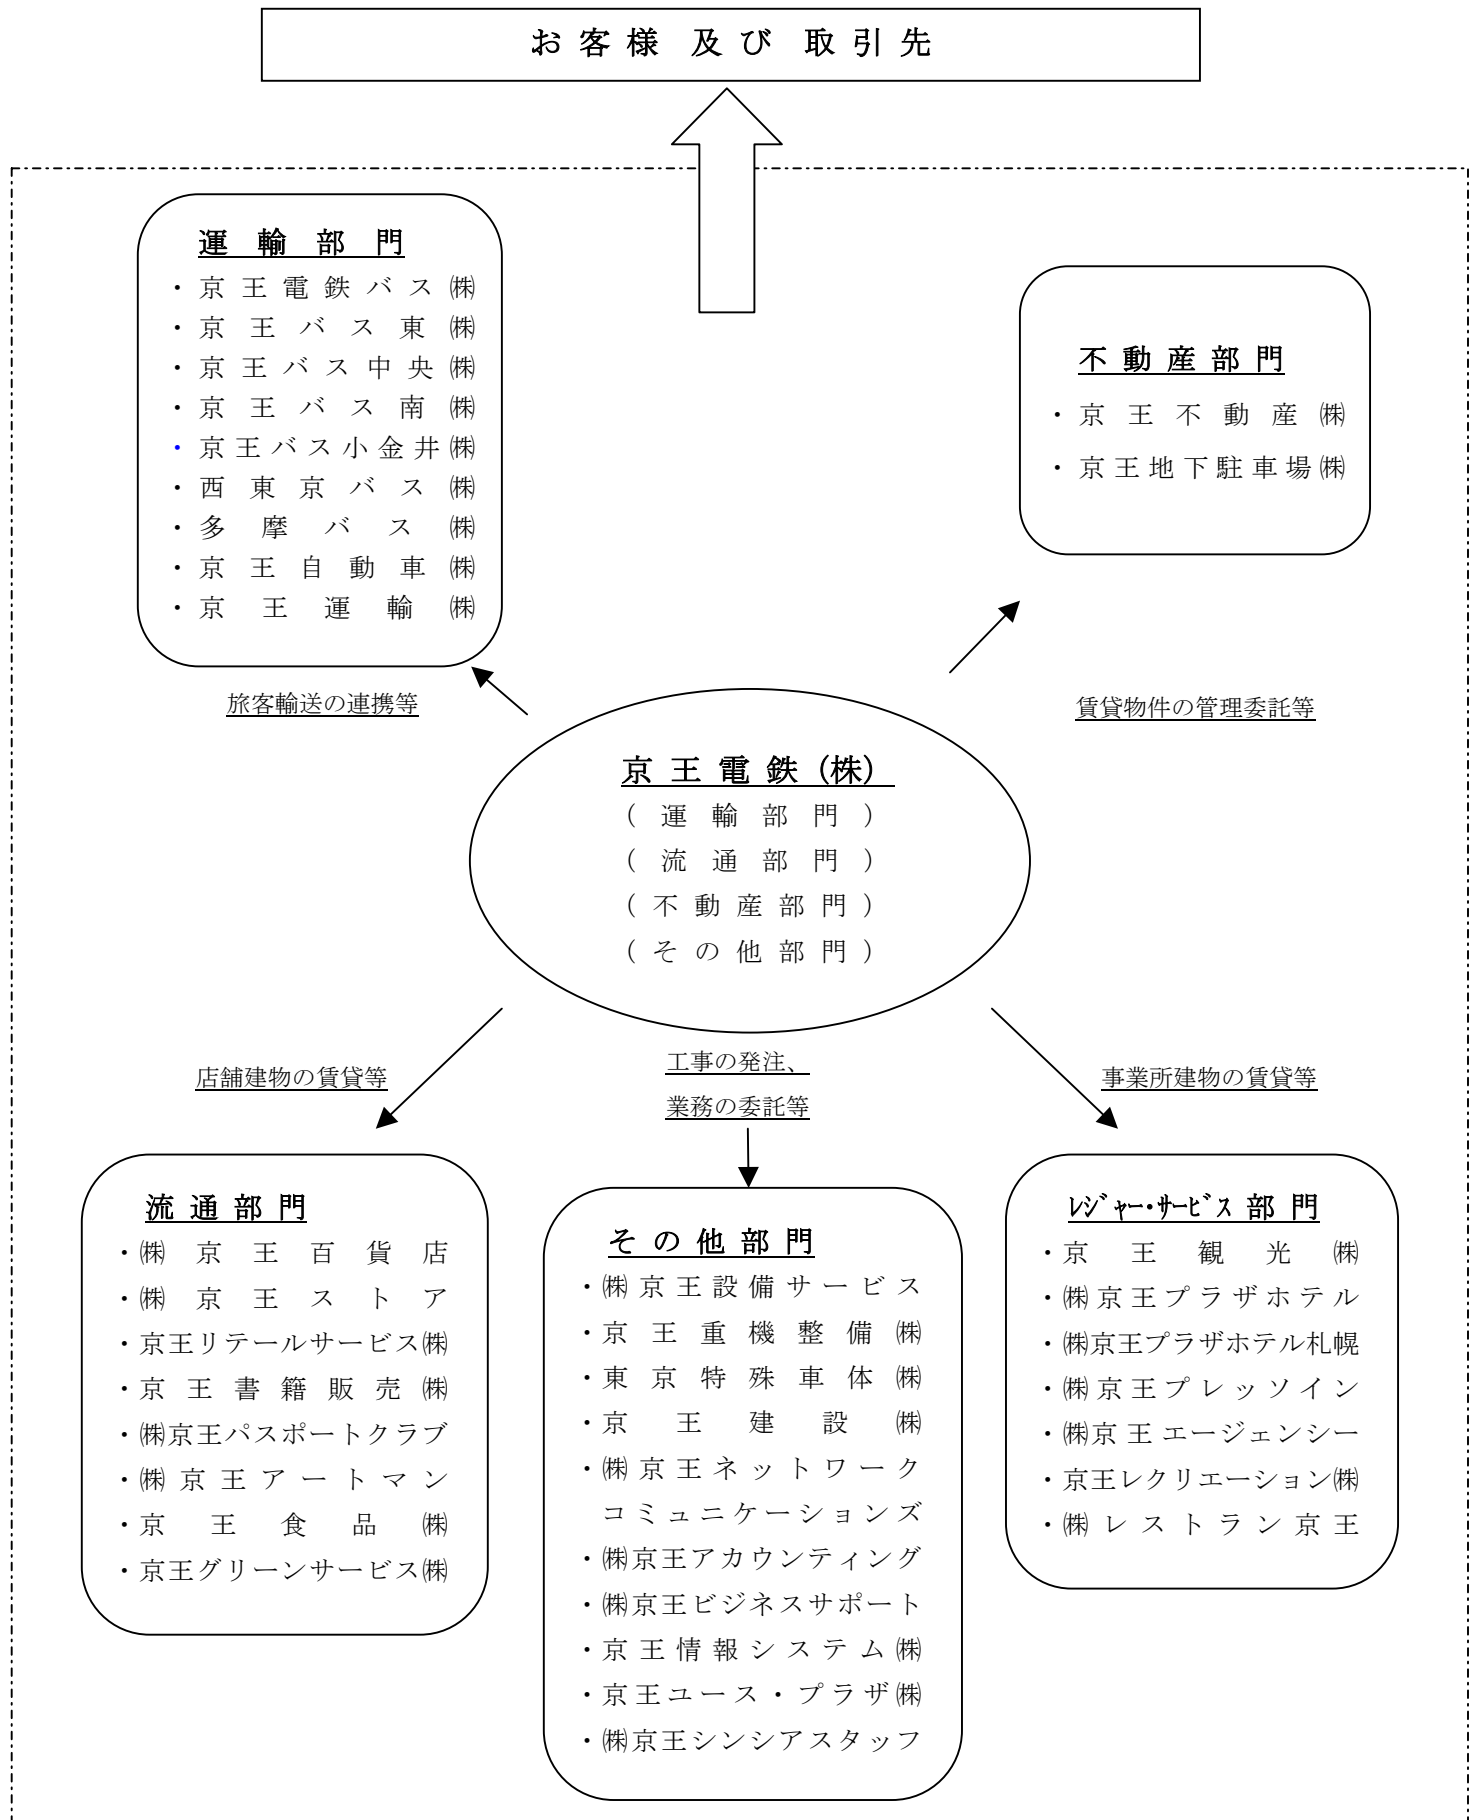 お客様 及び 取引先
運輸部門
・京王電鉄バス㈱
・京王バス東㈱
・京王バス中央㈱
・京王バス南㈱
・京王バス小金井㈱
・西東京バス㈱
・多摩バス㈱
・京王自動車㈱
・京王運輸㈱
不動産部門
・京王不動産㈱
・京王地下駐車場㈱
旅客輸送の連携等
賃貸物件の管理委託等
京王電鉄(株)
(運輸部門)
(流通部門)
(不動産部門)
(その他部門)
店舗建物の賃貸等
工事の発注、
業務の委託等
事業所建物の賃貸等
流通部門
・㈱京王百貨店
・㈱京王ストア
・京王リテールサービス㈱
・京王書籍販売㈱
・㈱京王パスポートクラブ
・㈱京王アートマン
・京王食品㈱
・京王グリーンサービス㈱
その他部門
・㈱京王設備サービス
・京王重機整備㈱
・東京特殊車体㈱
・京王建設㈱
・㈱京王ネットワーク
コミュニケーションズ
・㈱京王アカウンティング
・㈱京王ビジネスサポート
・京王情報システム㈱
・京王ユース・プラザ㈱
・㈱京王シンシアスタッフ
ﾚｼﾞｬｰ･ｻｰﾋﾞｽ部門
・京王観光㈱
・㈱京王プラザホテル
・㈱京王プラザホテル札幌
・㈱京王プレッソイン
・㈱京王エージェンシー
・京王レクリエーション㈱
・㈱レストラン京王